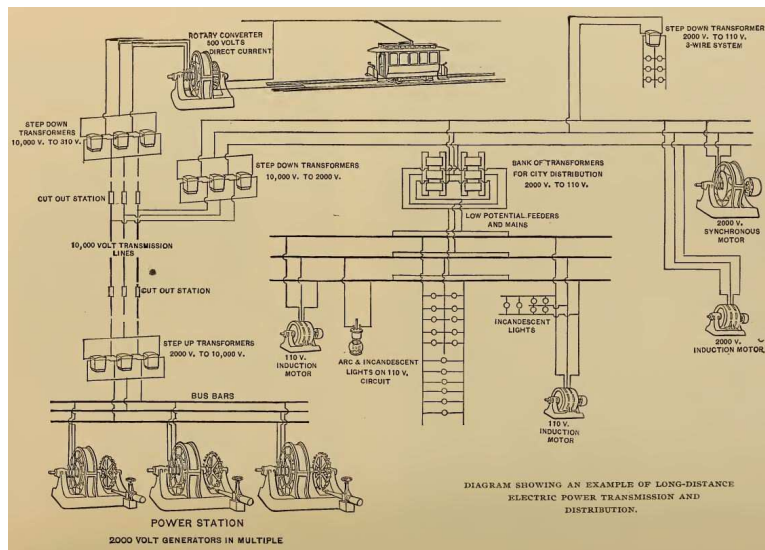 ROTARY CONVERTER
500 VOLTS
DIRECT CURRENT
STEP DOWN TRANSFORMER
2000 V. TO 110 V.
3-WIRE SYSTEM
STEP DOWN
TRANSFORMERS
10,000 V. TO 310 V.
STEP DOWN TRANSFORMERS
10,000 V. TO 2000 V.
BANK OF TRANSFORMERS
FOR CITY DISTRIBUTION
2000 V. TO 110 V.
CUT OUT STATION
LOW POTENTIAL FEEDERS
AND MAINS
2000 V.
SYNCHRONOUS
MOTOR
10,000 VOLT TRANSMISSION
LINES
CUT OUT STATION
INCANDESCENT
LIGHTS
STEP UP TRANSFORMERS
2000 V. TO 10,000 V.
110 V.
INDUCTION
MOTOR
ARC & INCANDESCENT
LIGHTS ON 110 V.
CIRCUIT
2000 V.
INDUCTION MOTOR
BUS BARS
110 V.
INDUCTION
MOTOR
POWER STATION
2000 VOLT GENERATORS IN MULTIPLE
DIAGRAM SHOWING AN EXAMPLE OF LONG-DISTANCE
ELECTRIC POWER TRANSMISSION AND
DISTRIBUTION.